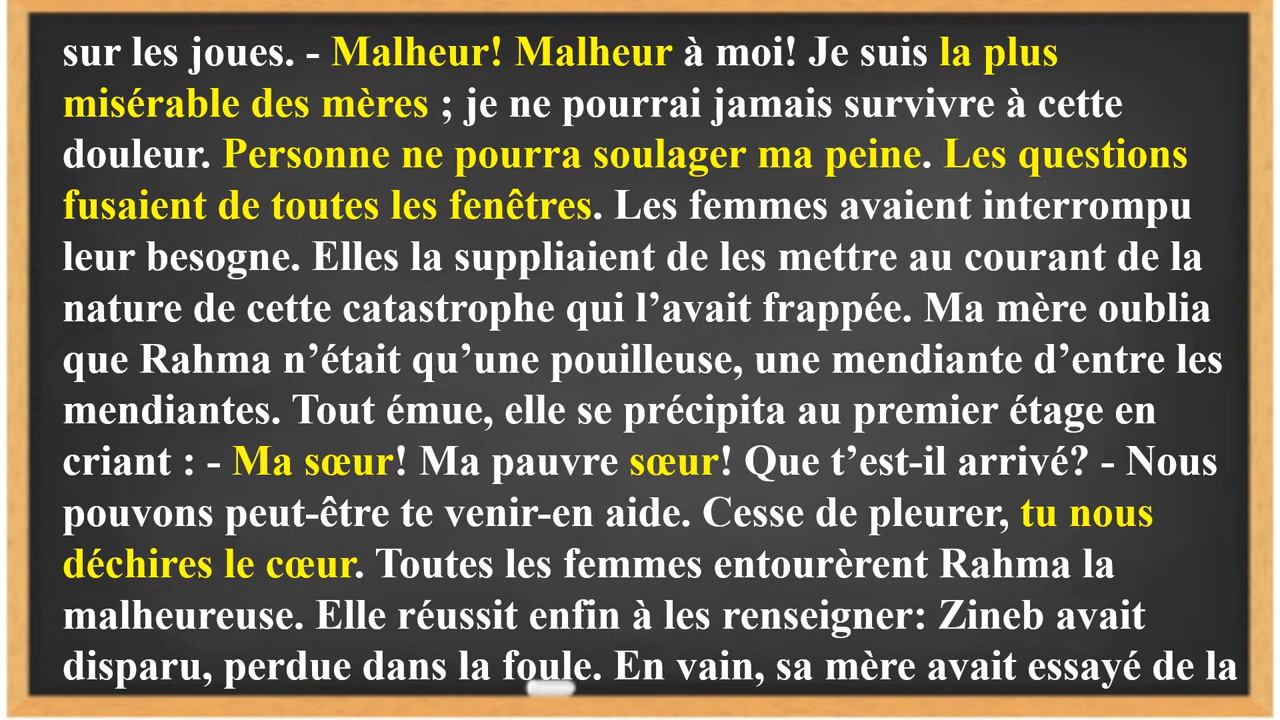 sur les joues. - Malheur! Malheur à moi! Je suis la plus
misérable des mères ; je ne pourrai jamais survivre à cette
douleur. Personne ne pourra soulager ma peine. Les questions
fusaient de toutes les fenêtres. Les femmes avaient interrompu
leur besogne. Elles la suppliaient de les mettre au courant de la
nature de cette catastrophe qui l’avait frappée. Ma mère oublia
que Rahma n’était qu’une pouilleuse, une mendiante d’entre les
mendiantes. Tout émue, elle se précipita au premier étage en
criant : - Ma sœur! Ma pauvre sœur! Que t’est-il arrivé? - Nous
pouvons peut-être te venir-en aide. Cesse de pleurer, tu nous
déchires le cœur. Toutes les femmes entourèrent Rahma la
malheureuse. Elle réussit enfin à les renseigner: Zineb avait
disparu, perdue dans la foule. En vain, sa mère avait essayé de la